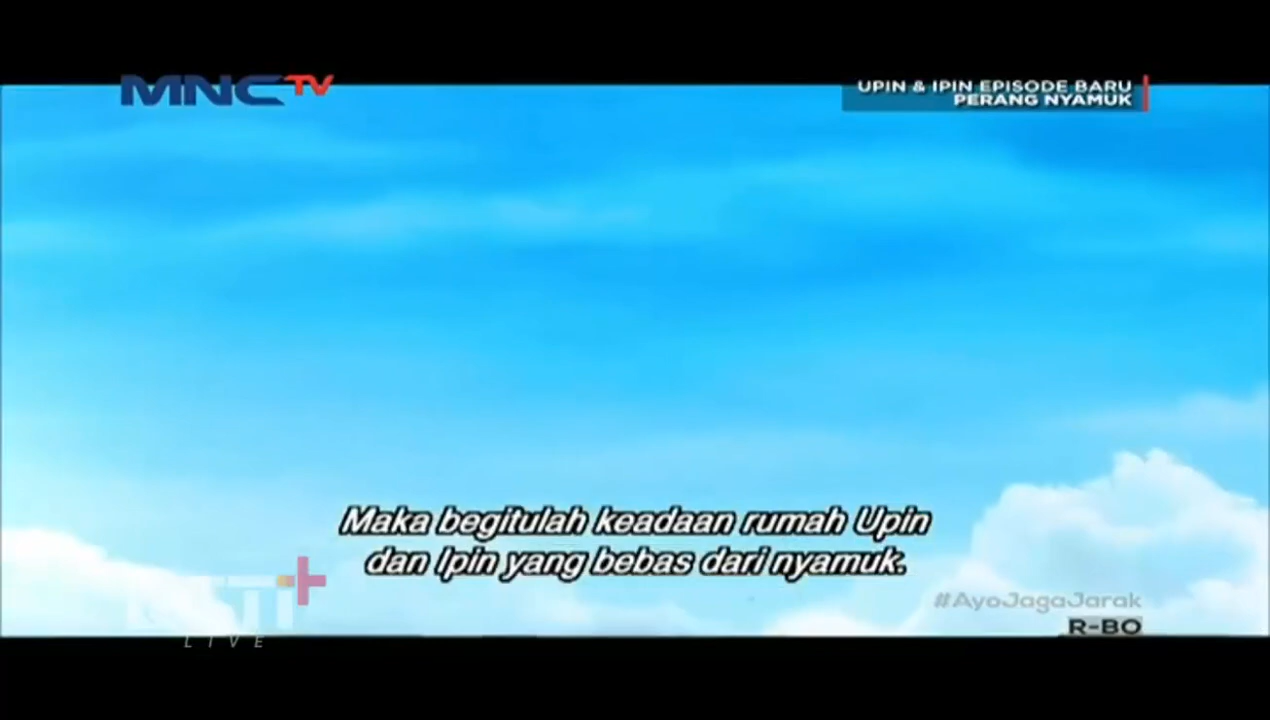 MNCTV
UPIN & IPIN EPISODE BARU
PERANG NYAMUK
Maka begitulah keadaan rumah Upin
dan Ipin yang bebas dari nyamuk.
#AyoJagaJarak
R-BO
LIVE